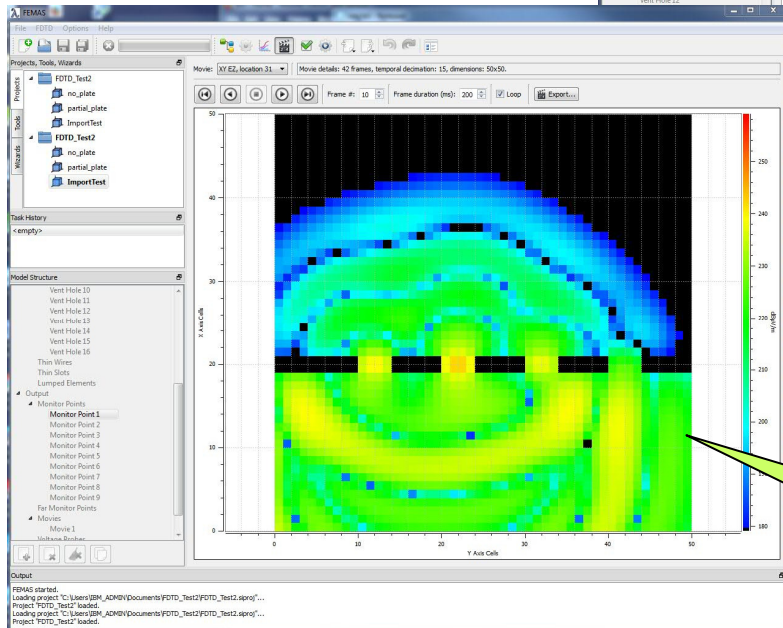 Vent Hole 12
FEMAS
File FDTD Options Help
Projects, Tools, Wizards
Projects
Tools
Wizards
FDTD_Test2
no_plate
partial_plate
ImportTest
FDTD_Test2
no_plate
partial_plate
ImportTest
Task History
<empty>
Model Structure
Vent Hole 10
Vent Hole 11
Vent Hole 12
Vent Hole 13
Vent Hole 14
Vent Hole 15
Vent Hole 16
Thin Wires
Thin Slots
Lumped Elements
Output
Monitor Points
Monitor Point 1
Monitor Point 2
Monitor Point 3
Monitor Point 4
Monitor Point 5
Monitor Point 6
Monitor Point 7
Monitor Point 8
Monitor Point 9
Far Monitor Points
Movies
Movie 1
Voltage Probes
Movie: XY EZ, location 31 Movie details: 42 frames, temporal decimation: 15, dimensions: 50x50.
Frame #: 10 Frame duration (ms): 200 Loop Export...
50
40
30
20
10
0
X Axis Cells
0 10 20 30 40 50
Y Axis Cells
250
240
230
220
210
200
180
dBµV/m
Output
FEMAS started.
Loading project "C:\Users\IBM_ADMIN\Documents\FDTD_Test2\FDTD_Test2.siproj"...
Project "FDTD_Test2" loaded.
Loading project "C:\Users\IBM_ADMIN\Documents\FDTD_Test2\FDTD_Test2.siproj"...
Project "FDTD_Test2" loaded.